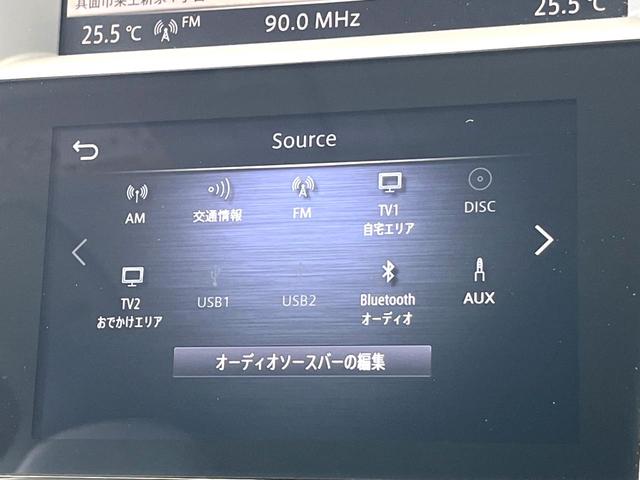 25.5℃ FM 90.0 MHz 25.5℃
Source
AM 交通情報 FM TV1 DISC
自宅エリア
TV2 USB1 USB2 Bluetooth AUX
おでかけエリア オーディオ
オーディオソースバーの編集